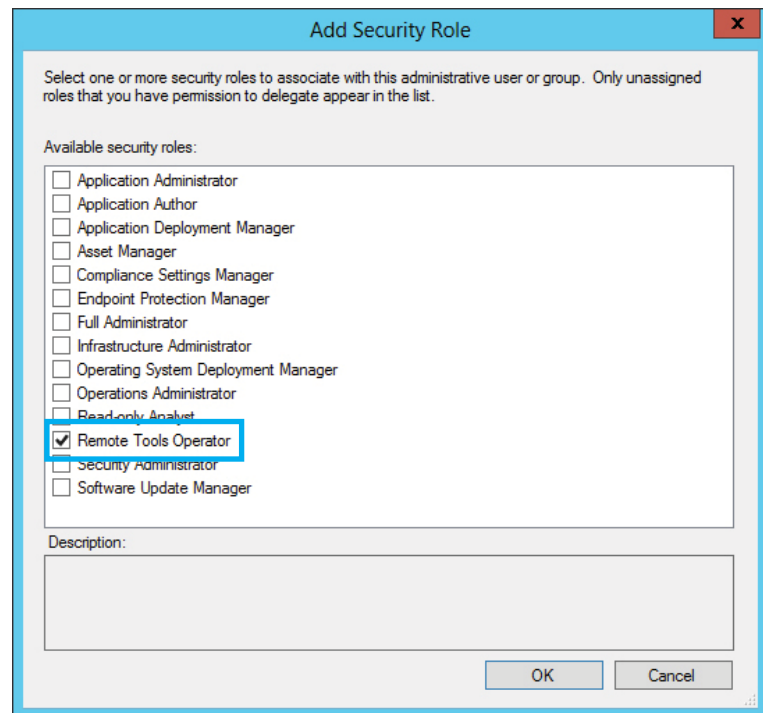 Add Security Role
x
Select one or more security roles to associate with this administrative user or group. Only unassigned
roles that you have permission to delegate appear in the list.
Available security roles:
Application Administrator
Application Author
Application Deployment Manager
Asset Manager
Compliance Settings Manager
Endpoint Protection Manager
Full Administrator
Infrastructure Administrator
Operating System Deployment Manager
Operations Administrator
Read-only Analyst
Remote Tools Operator
Security Administrator
Software Update Manager
Description:
OK Cancel